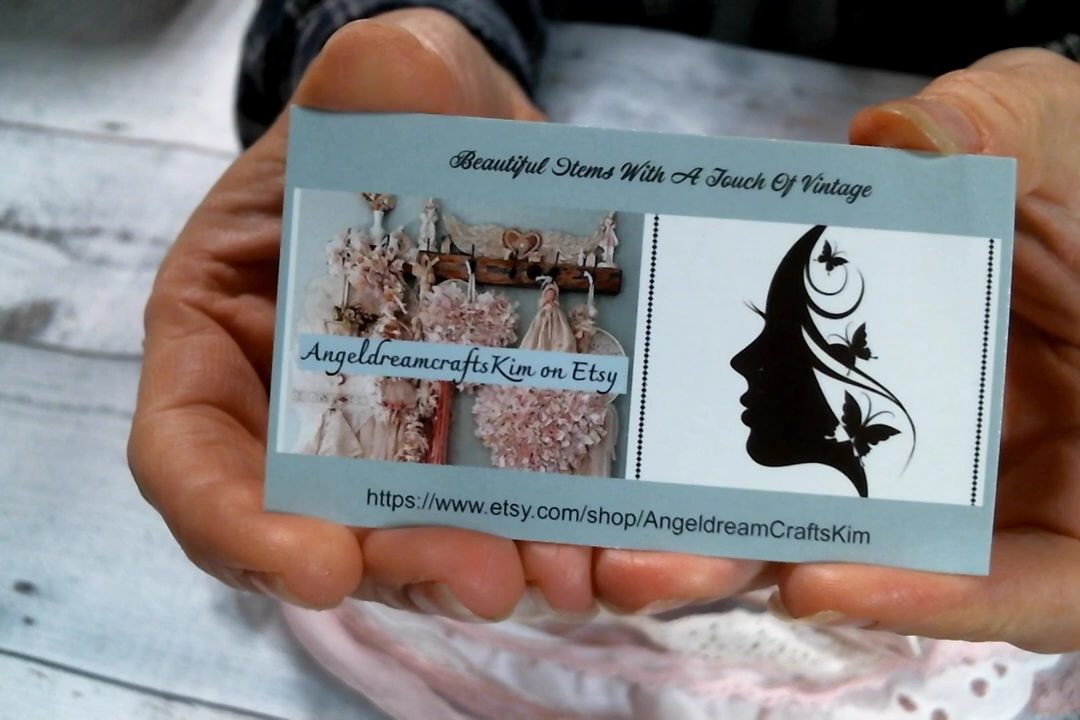 Beautiful Items With A Touch Of Vintage
AngeldreamcraftsKim on Etsy
https://www.etsy.com/shop/AngeldreamCraftsKim